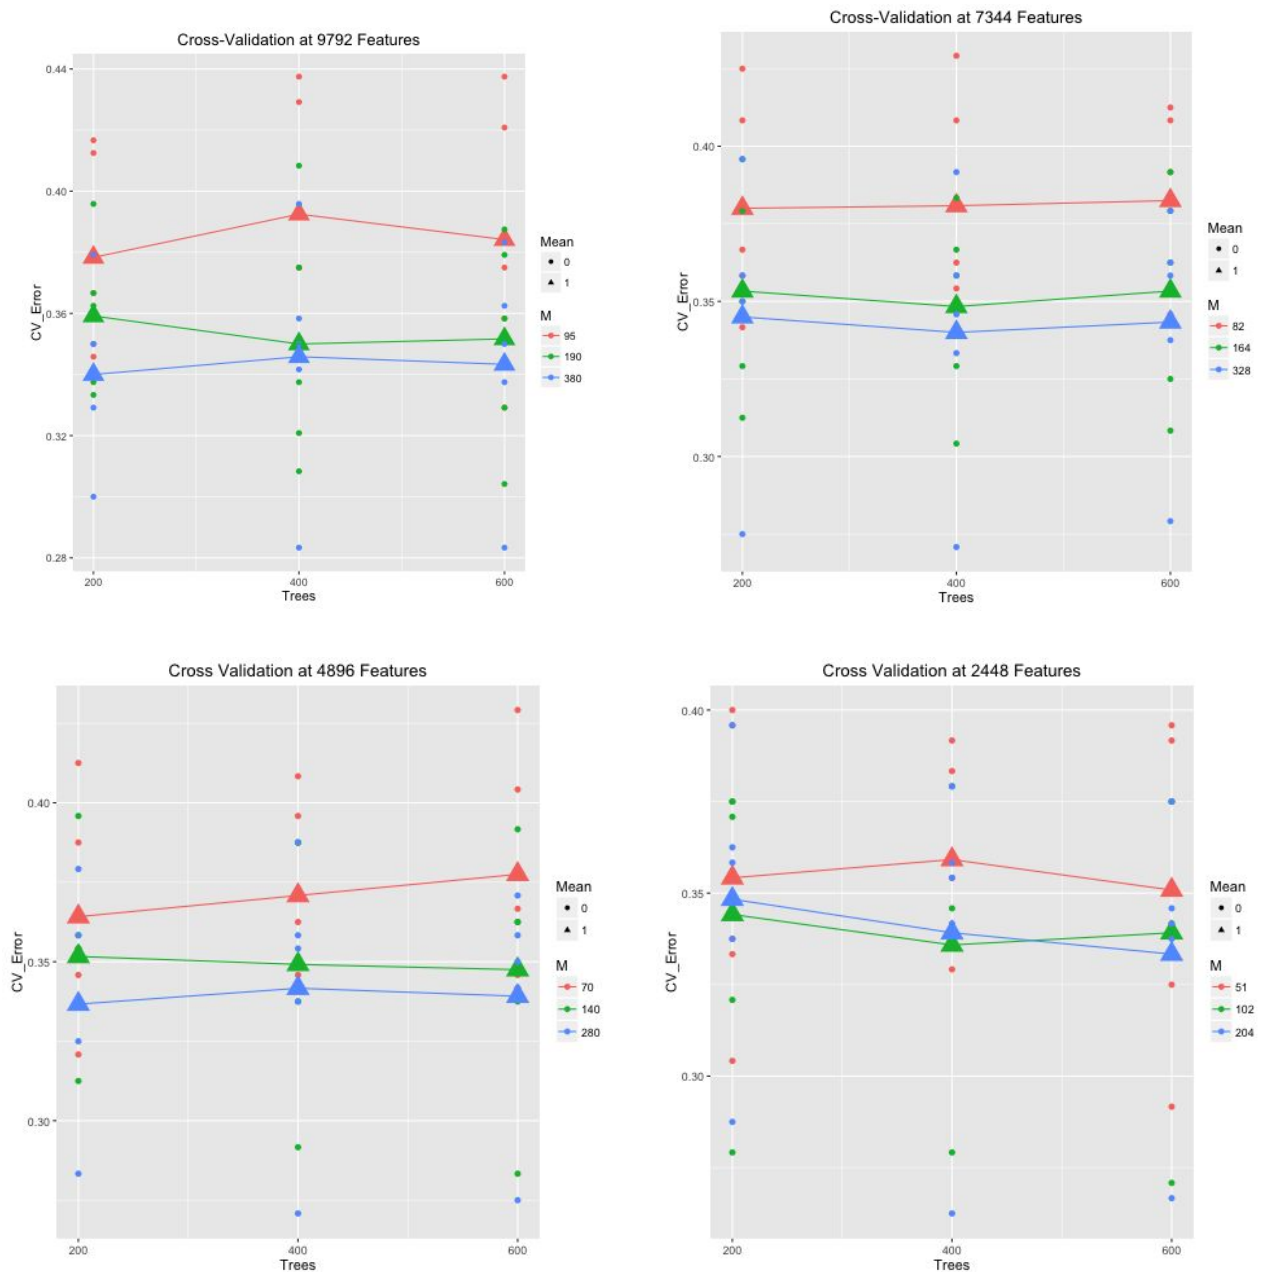 Cross-Validation at 9792 Features
0.44
0.40
0.36
0.32
0.28
CV_Error
200
400
600
Trees
Mean
0
1
M
95
190
380
Cross-Validation at 7344 Features
0.40
0.35
0.30
CV_Error
200
400
600
Trees
Mean
0
1
M
82
164
328
Cross Validation at 4896 Features
0.40
0.35
0.30
CV_Error
200
400
600
Trees
Mean
0
1
M
70
140
280
Cross Validation at 2448 Features
0.40
0.35
0.30
CV_Error
200
400
600
Trees
Mean
0
1
M
51
102
204